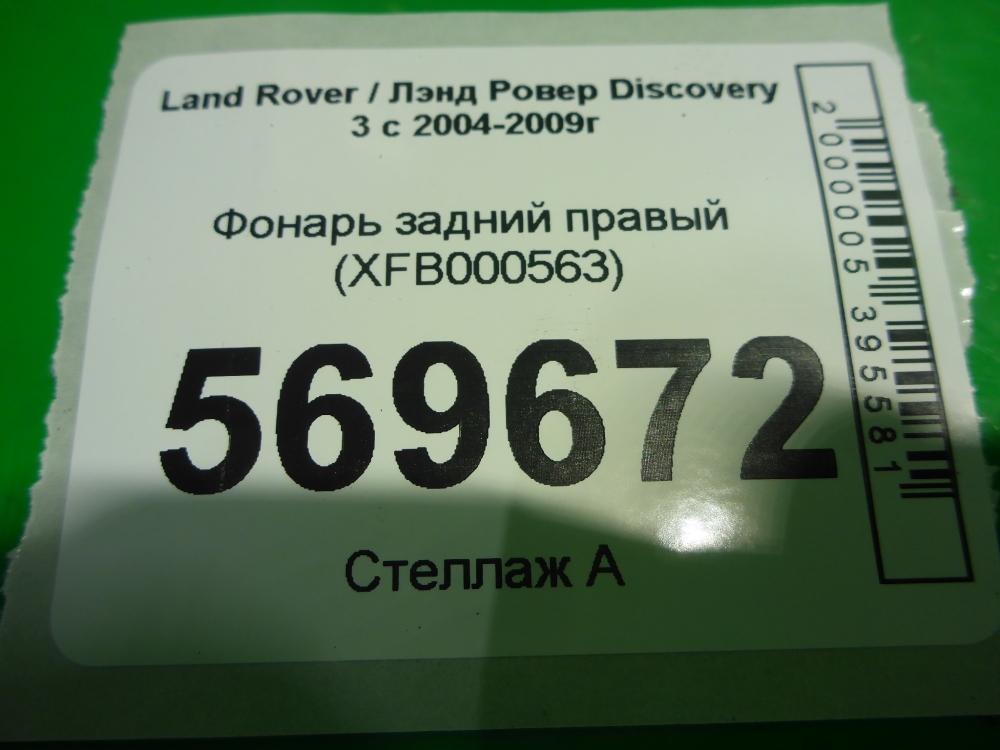 Land Rover / Лэнд Ровер Discovery
3 с 2004-2009г
Фонарь задний правый
(XFB000563)
569672
Стеллаж А
2000005395581